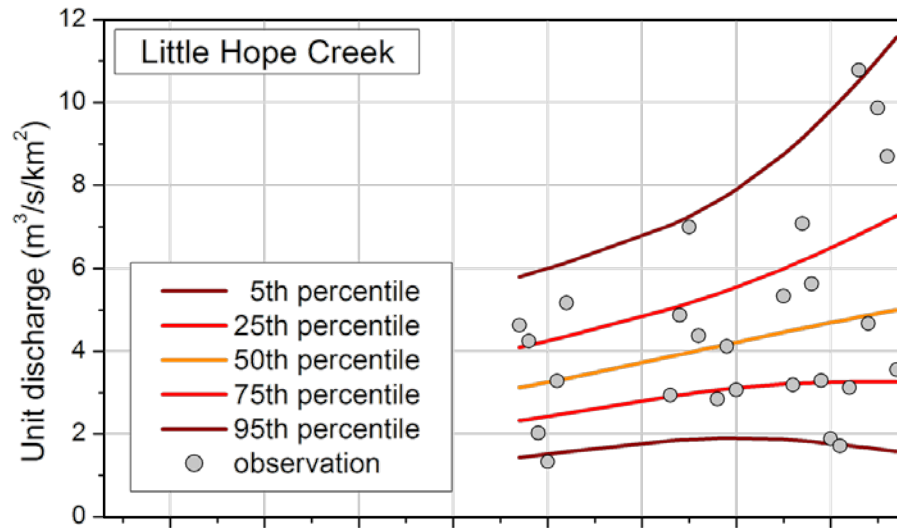 12
Little Hope Creek
10
8
6
4
2
0
Unit discharge (m³/s/km²)
5th percentile
25th percentile
50th percentile
75th percentile
95th percentile
observation